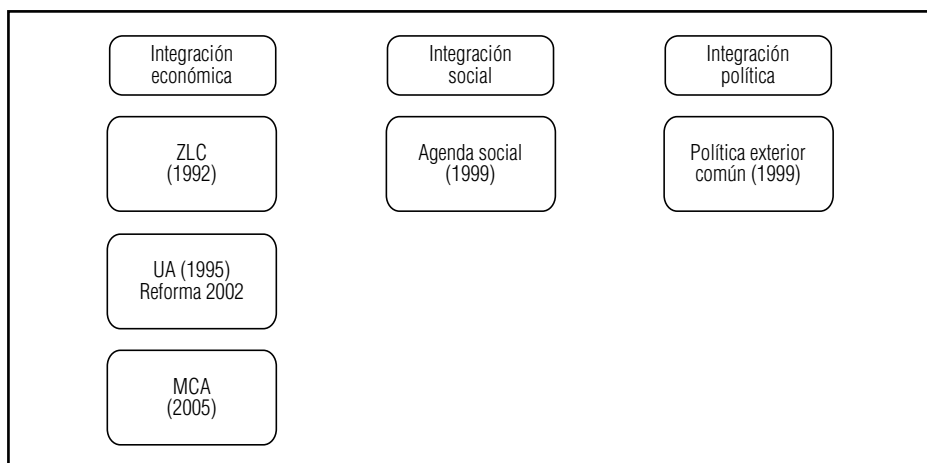 Integración
económica
Integración
social
Integración
política
ZLC
(1992)
Agenda social
(1999)
Política exterior
común (1999)
UA (1995)
Reforma 2002
MCA
(2005)